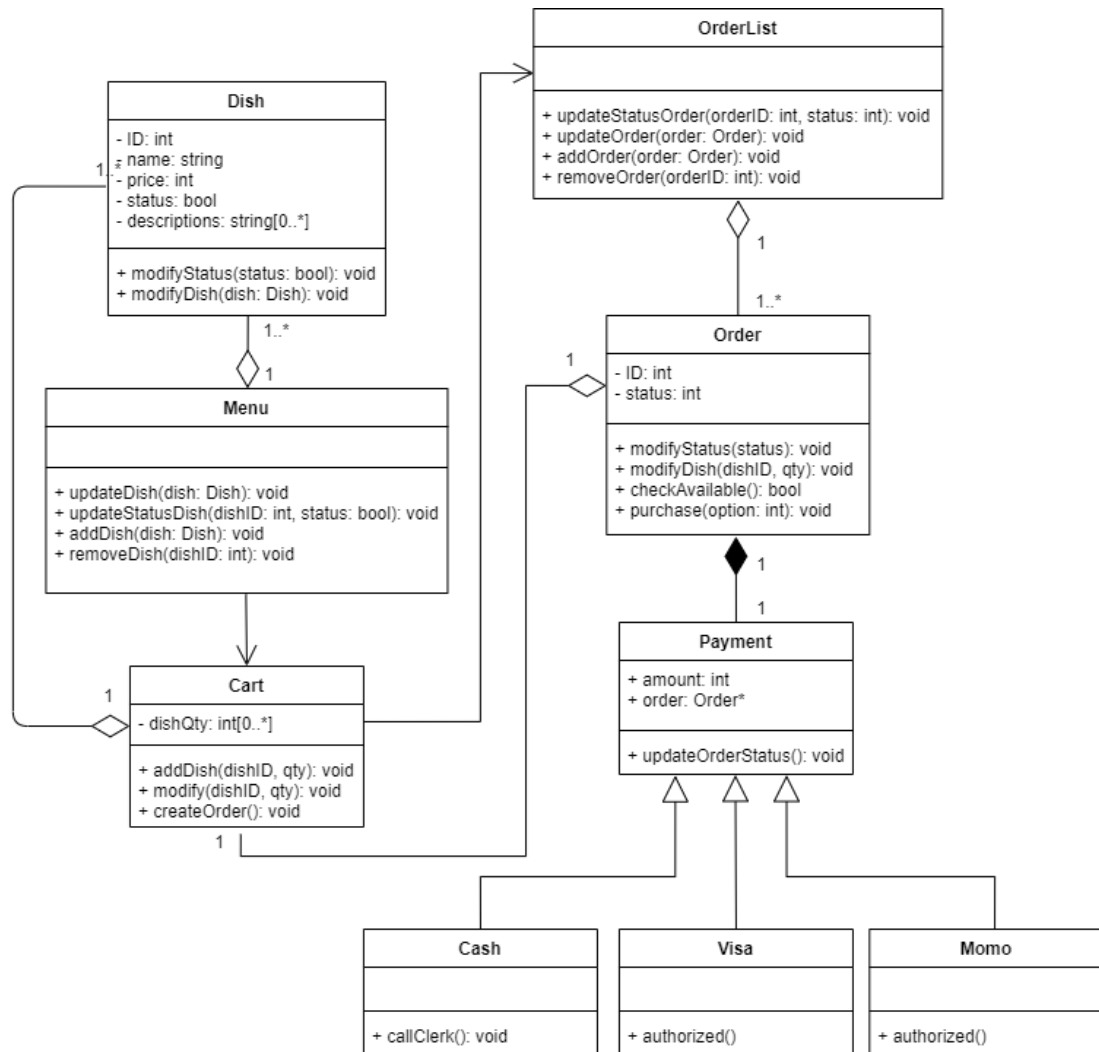 OrderList
+ updateStatusOrder(orderID: int, status: int): void
+ updateOrder(order: Order): void
+ addOrder(order: Order): void
+ removeOrder(orderID: int): void
1
1..*
Dish
- ID: int
- name: string
- price: int
- status: bool
- descriptions: string[0..*]
+ modifyStatus(status: bool): void
+ modifyDish(dish: Dish): void
1..*
1..*
1
Menu
+ updateDish(dish: Dish): void
+ updateStatusDish(dishID: int, status: bool): void
+ addDish(dish: Dish): void
+ removeDish(dishID: int): void
Order
- ID: int
- status: int
+ modifyStatus(status): void
+ modifyDish(dishID, qty): void
+ checkAvailable(): bool
+ purchase(option: int): void
1
1
1
Payment
+ amount: int
+ order: Order*
+ updateOrderStatus(): void
Cart
- dishQty: int[0..*]
+ addDish(dishID, qty): void
+ modify(dishID, qty): void
+ createOrder(): void
1
1
Cash
+ callClerk(): void
Visa
+ authorized()
Momo
+ authorized()